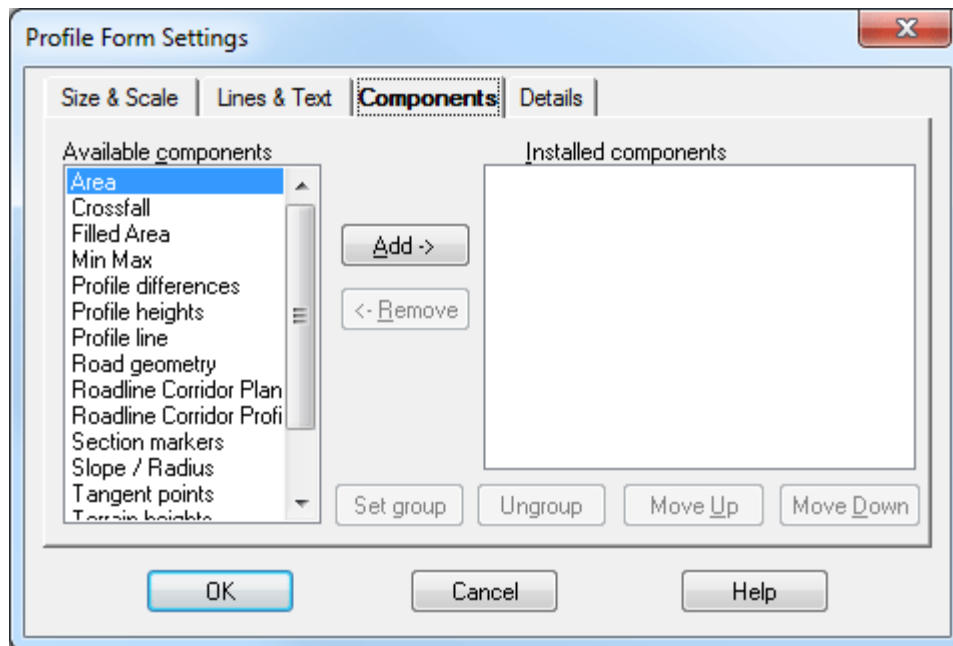 Profile Form Settings
Size & Scale
Lines & Text
Components
Details
Available components
Installed components
Area
Crossfall
Filled Area
Min Max
Profile differences
Profile heights
Profile line
Road geometry
Roadline Corridor Plan
Roadline Corridor Profi
Section markers
Slope / Radius
Tangent points
Terrain heights
Add ->
<- Remove
Set group
Ungroup
Move Up
Move Down
OK
Cancel
Help